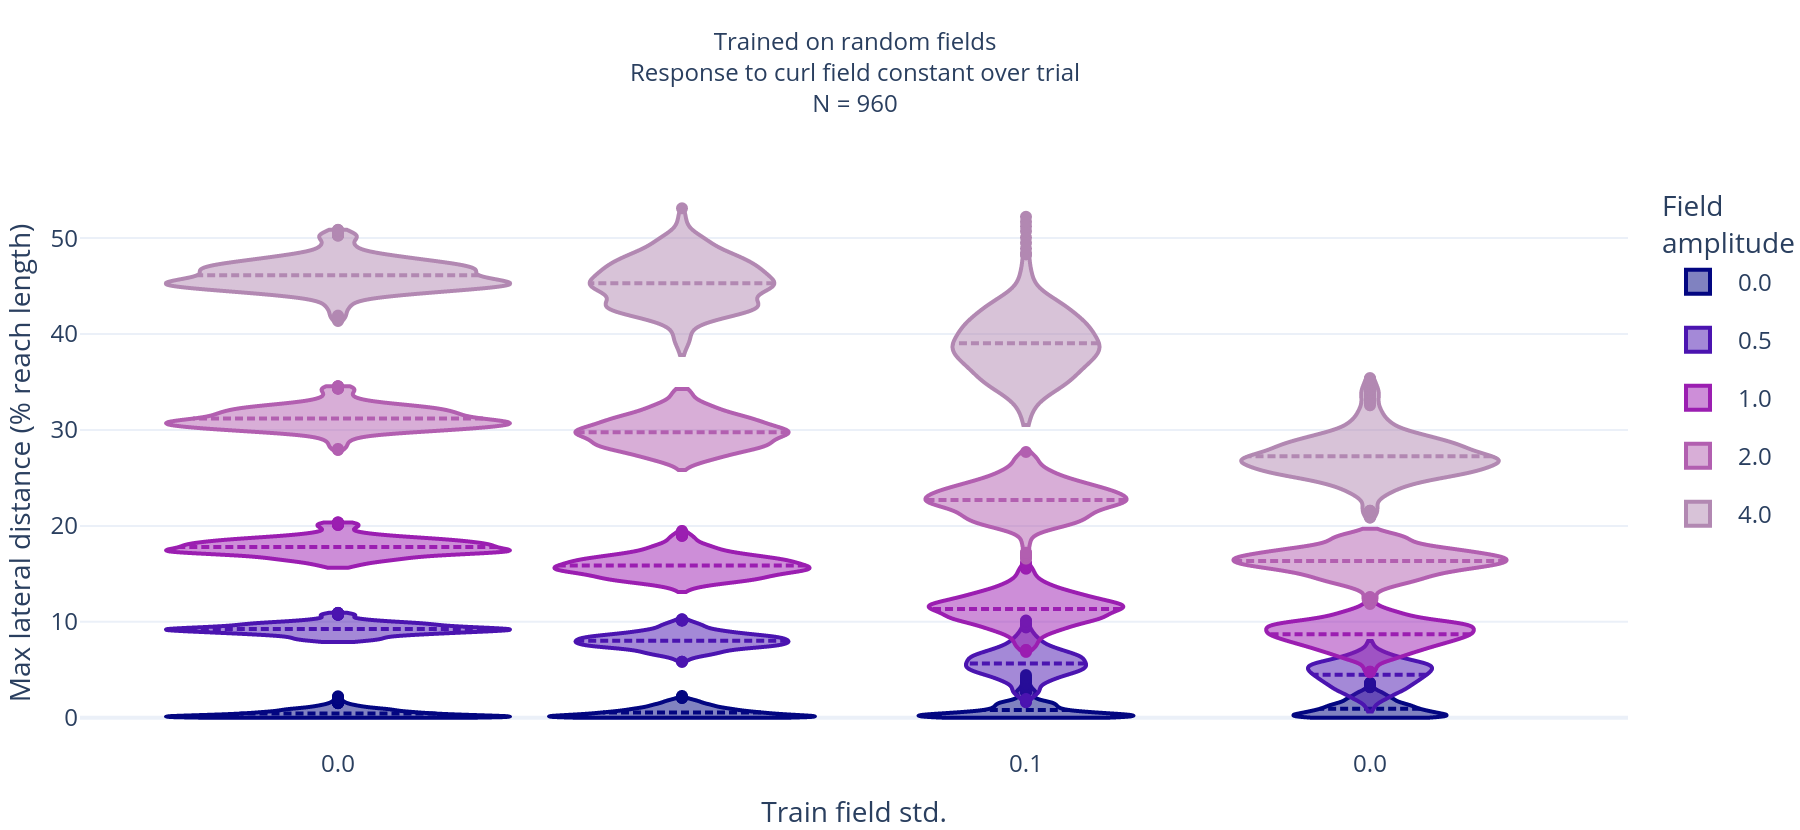 Trained on random fields
Response to curl field constant over trial
N = 960
Max lateral distance (% reach length)
50
40
30
20
10
0
0.0
0.1
0.0
Train field std.
Field
amplitude
0.0
0.5
1.0
2.0
4.0